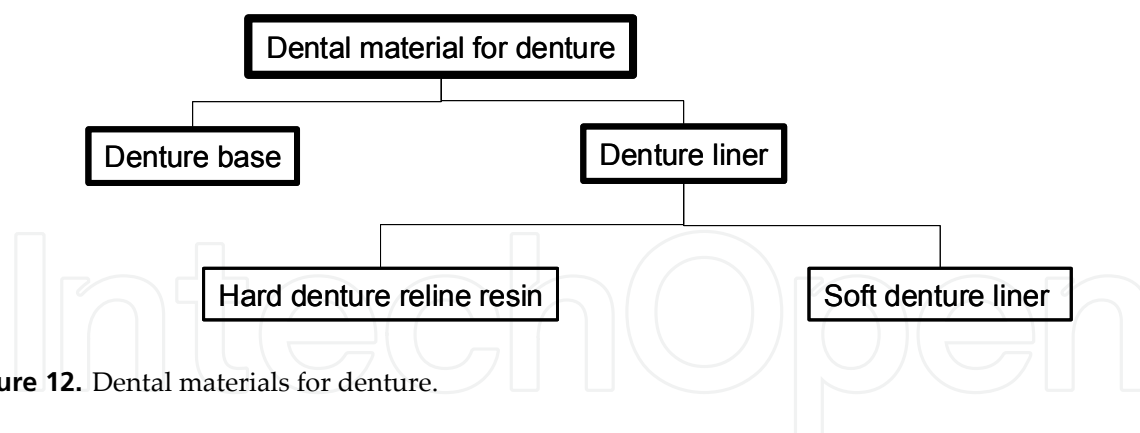 Dental material for denture
Denture base
Denture liner
Hard denture reline resin
Soft denture liner
IntechOpen
ure 12. Dental materials for denture.